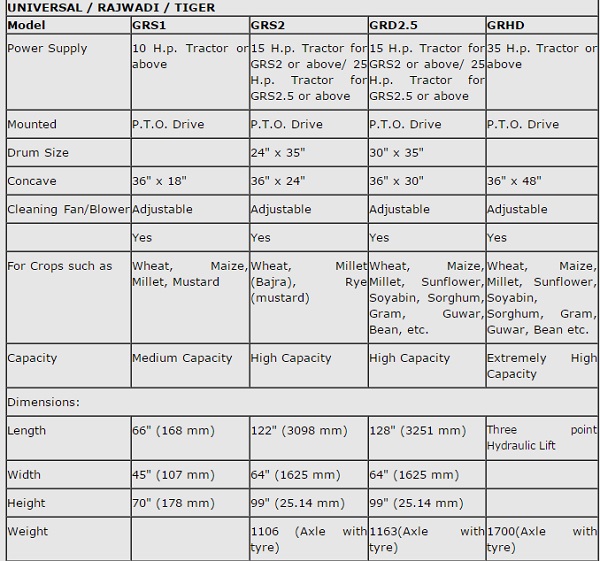 UNIVERSAL / RAJWADI / TIGER
Model GRS1 GRS2 GRD2.5 GRHD
Power Supply 10 H.p. Tractor or 15 H.p. Tractor for 15 H.p. Tractor for 35 H.p. Tractor or
above GRS2 or above/ 25 GRS2 or above/ 25 above
H.p. Tractor for H.p. Tractor for
GRS2.5 or above GRS2.5 or above
Mounted P.T.O. Drive P.T.O. Drive P.T.O. Drive P.T.O. Drive
Drum Size 24" x 35" 30" x 35"
Concave 36" x 18" 36" x 24" 36" x 30" 36" x 48"
Cleaning Fan/Blower Adjustable Adjustable Adjustable Adjustable
Yes Yes Yes Yes
For Crops such as Wheat, Maize, Wheat, Millet Wheat, Maize, Wheat, Maize,
Millet, Mustard (Bajra), Rye Millet, Sunflower, Millet, Sunflower,
(mustard) Soyabin, Sorghum, Soyabin,
Gram, Guwar, Sorghum, Gram,
Bean, etc. Guwar, Bean etc.
Capacity Medium Capacity High Capacity High Capacity Extremely High
Capacity
Dimensions:
Length 66" (168 mm) 122" (3098 mm) 128" (3251 mm) Three point
Hydraulic Lift
Width 45" (107 mm) 64" (1625 mm) 64" (1625 mm)
Height 70" (178 mm) 99" (25.14 mm) 99" (25.14 mm)
Weight 1106 (Axle with 1163(Axle with 1700(Axle with
tyre) tyre) tyre)